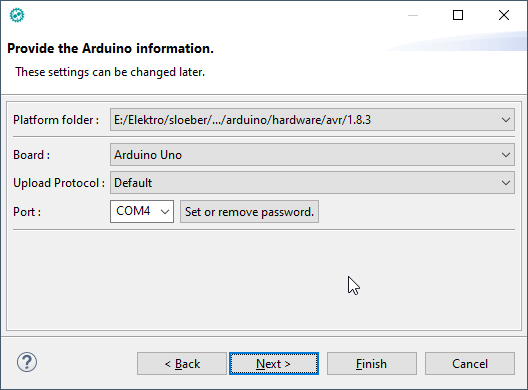 Provide the Arduino information.
These settings can be changed later.
Platform folder : E:/Elektro/sloeber/.../arduino/hardware/avr/1.8.3
Board : Arduino Uno
Upload Protocol : Default
Port : COM4 Set or remove password.
? < Back Next > Finish Cancel